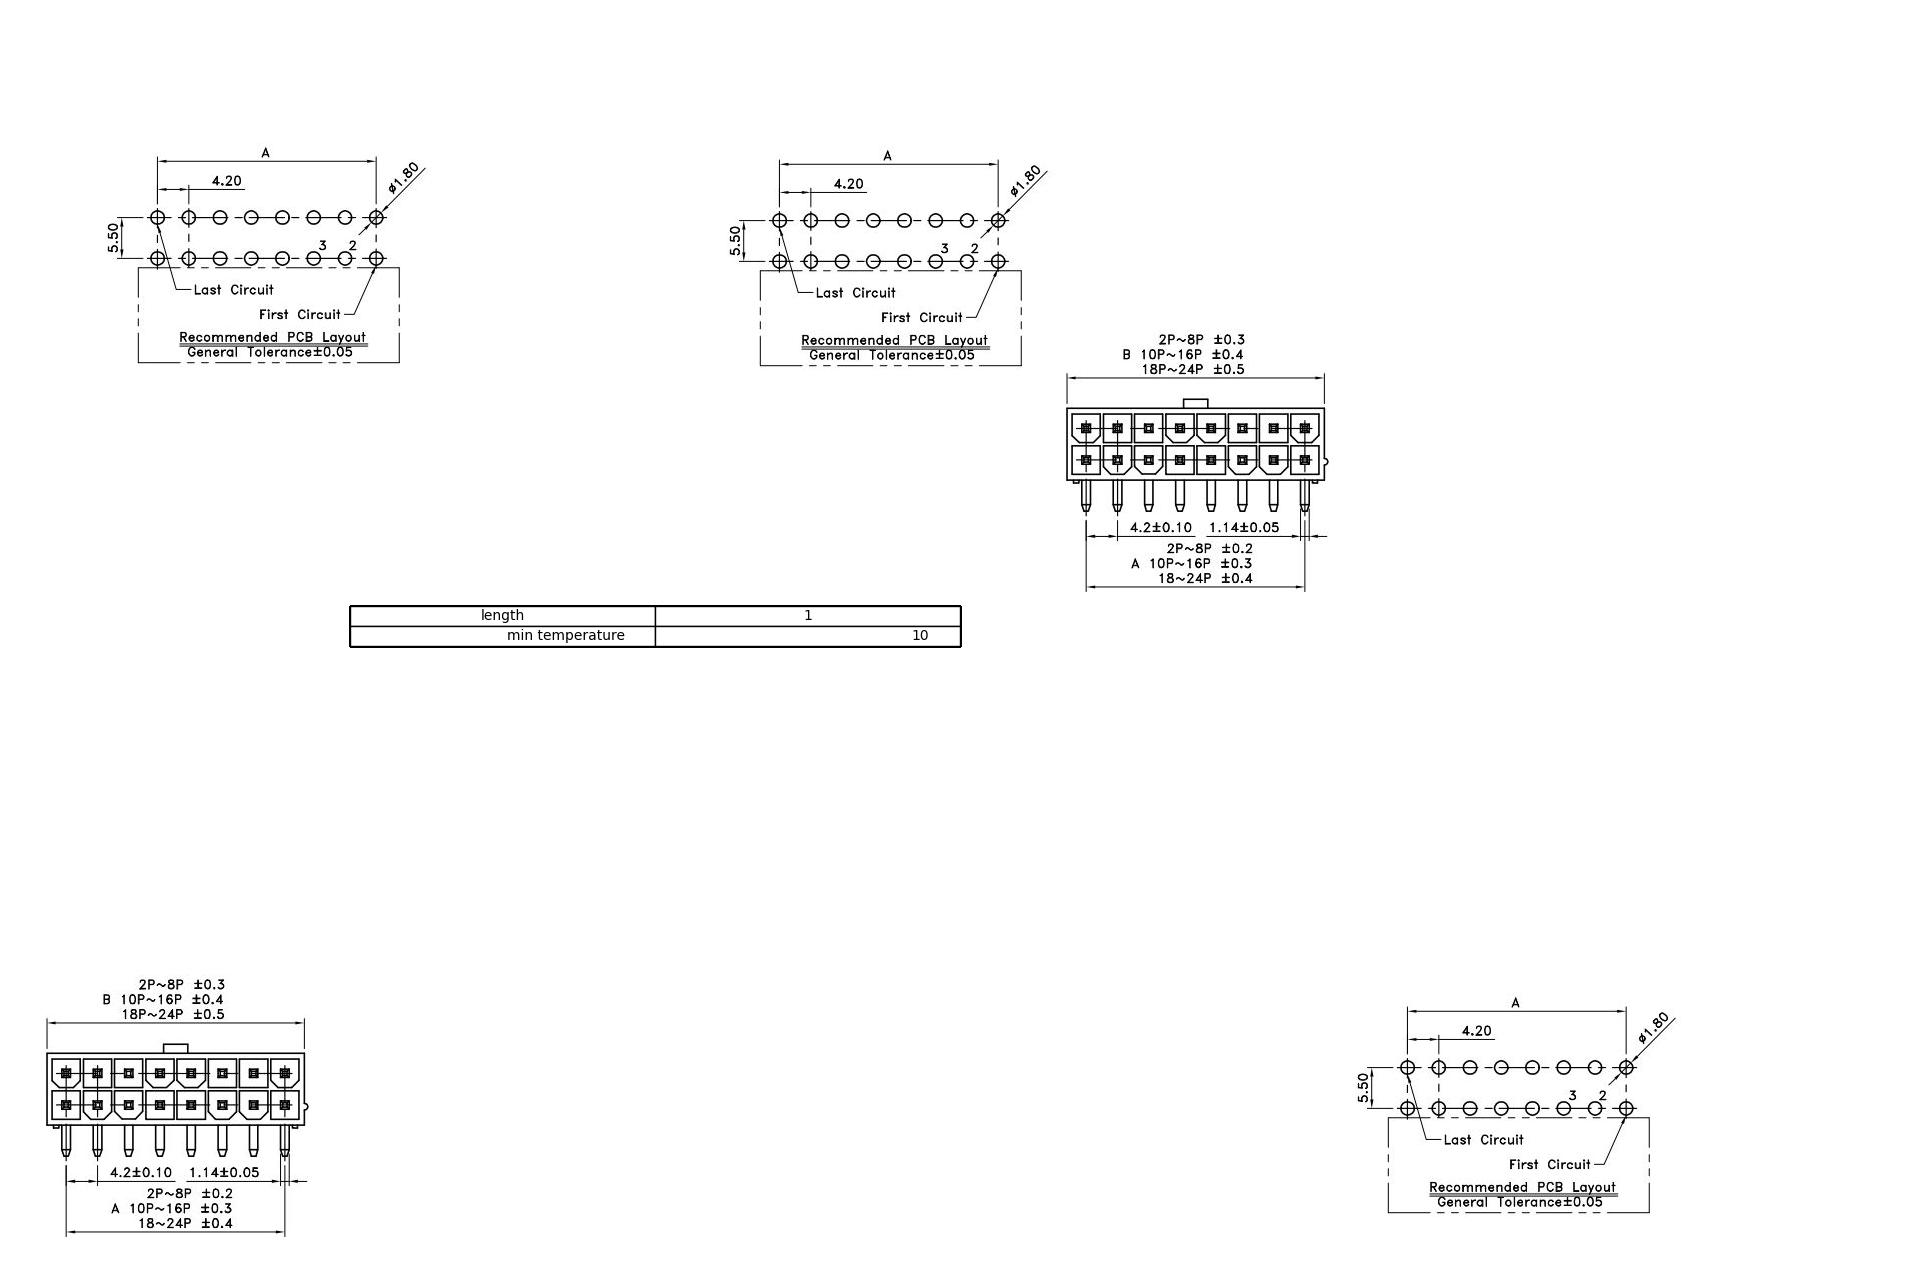 A
4.20
ø1.80
5.50
3 2
Last Circuit
First Circuit
Recommended PCB Layout
General Tolerance±0.05
A
4.20
ø1.80
5.50
3 2
Last Circuit
First Circuit
Recommended PCB Layout
General Tolerance±0.05
2P~8P ±0.3
B 10P~16P ±0.4
18P~24P ±0.5
4.2±0.10 1.14±0.05
2P~8P ±0.2
A 10P~16P ±0.3
18~24P ±0.4
length 1
min temperature 10
2P~8P ±0.3
B 10P~16P ±0.4
18P~24P ±0.5
4.2±0.10 1.14±0.05
2P~8P ±0.2
A 10P~16P ±0.3
18~24P ±0.4
A
4.20
ø1.80
5.50
3 2
Last Circuit
First Circuit
Recommended PCB Layout
General Tolerance±0.05